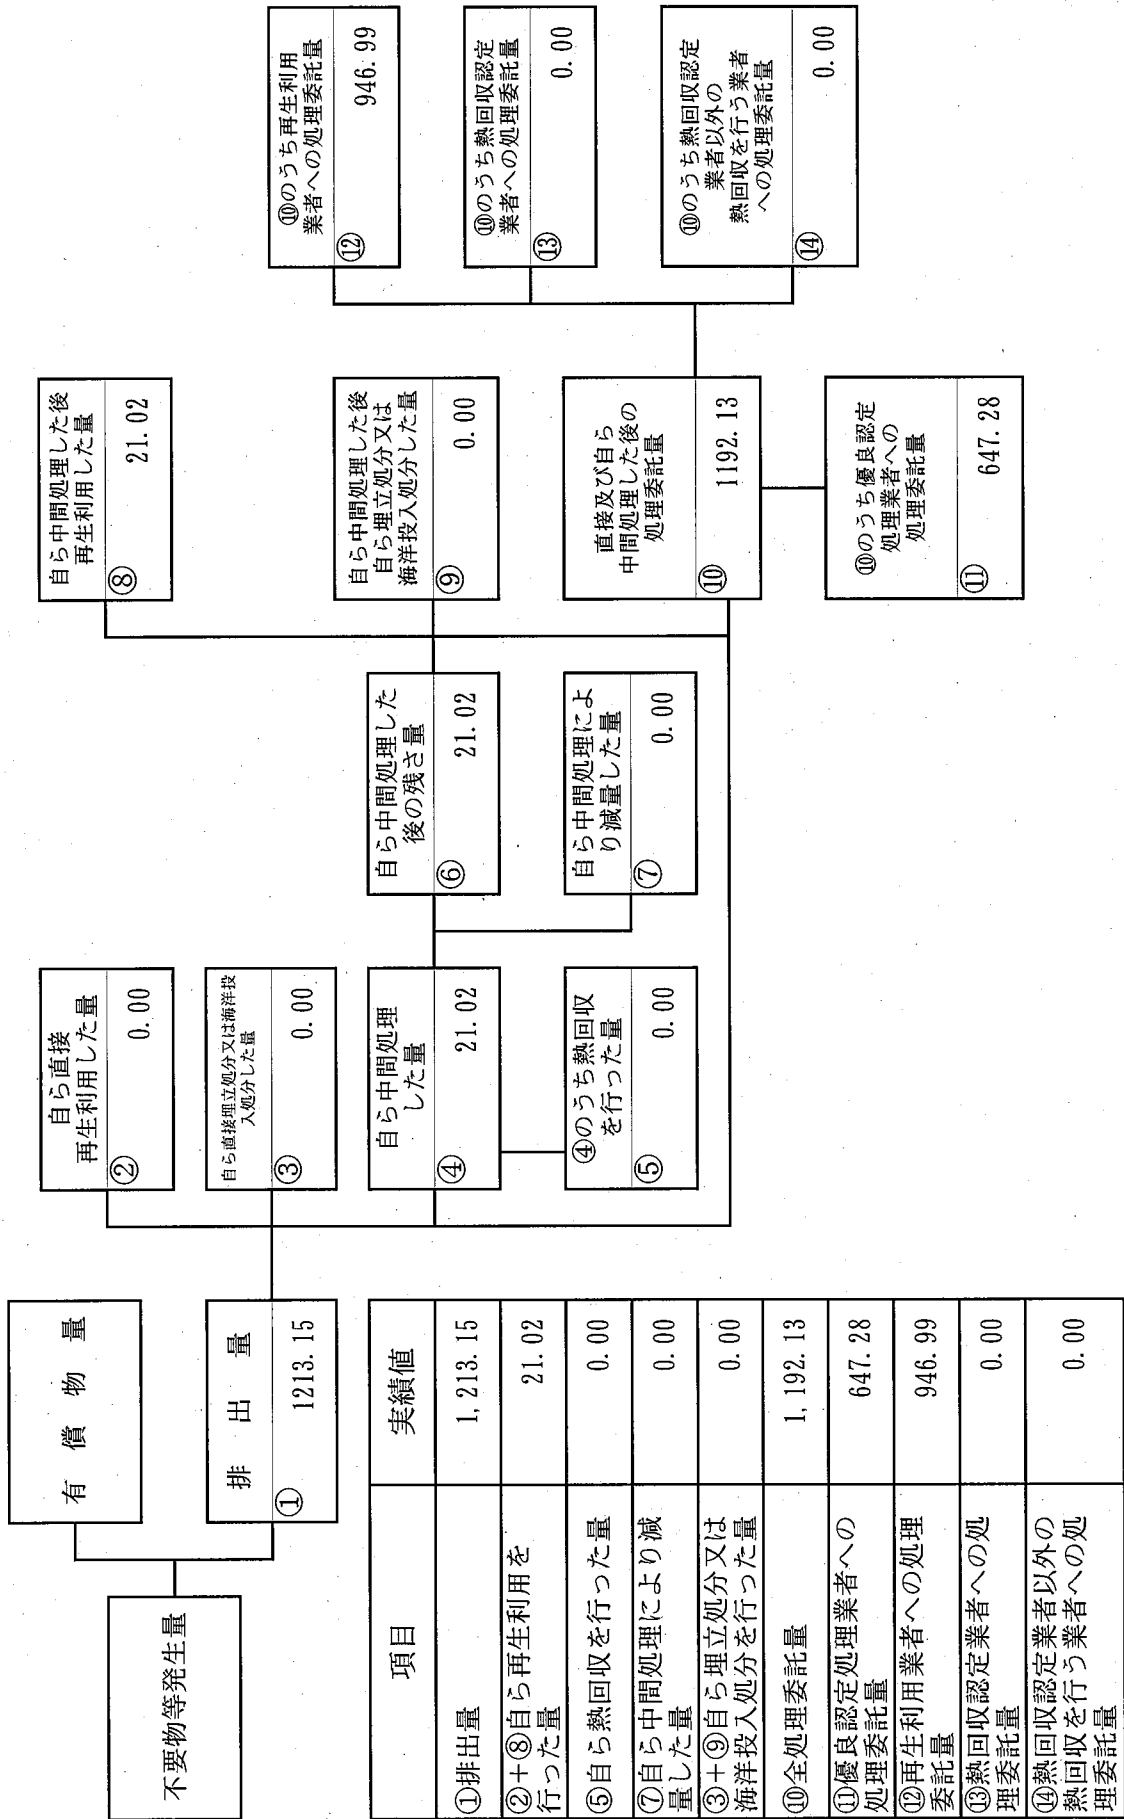 不要物等発生量
有償物量
排出量
① 1213.15
自ら直接
再生利用した量
② 0.00
自ら直接埋立処分又は海洋投
入処分した量
③ 0.00
自ら中間処理
した量
④ 21.02
④のうち熱回収
を行った量
⑤ 0.00
自ら中間処理した
後の残さ量
⑥ 21.02
自ら中間処理によ
り減量した量
⑦ 0.00
自ら中間処理した後
再生利用した量
⑧ 21.02
自ら中間処理した後
自ら埋立処分又は
海洋投入処分した量
⑨ 0.00
直接及び自ら
中間処理した後の
処理委託量
⑩ 1192.13
⑩のうち優良認定
処理業者への
処理委託量
⑪ 647.28
⑩のうち再生利用
業者への処理委託量
⑫ 946.99
⑩のうち熱回収認定
業者への処理委託量
⑬ 0.00
⑩のうち熱回収認定
業者以外の
熱回収を行う業者
への処理委託量
⑭ 0.00
項目 実績値
①排出量 1,213.15
②+⑧自ら再生利用を
行った量 21.02
⑤自ら熱回収を行った量 0.00
⑦自ら中間処理により減
量した量 0.00
③+⑨自ら埋立処分又は
海洋投入処分を行った量 0.00
⑩全処理委託量 1,192.13
⑪優良認定処理業者への
処理委託量 647.28
⑫再生利用業者への処理
委託量 946.99
⑬熱回収認定業者への処
理委託量 0.00
⑭熱回収認定業者以外の
熱回収を行う業者への処
理委託量 0.00